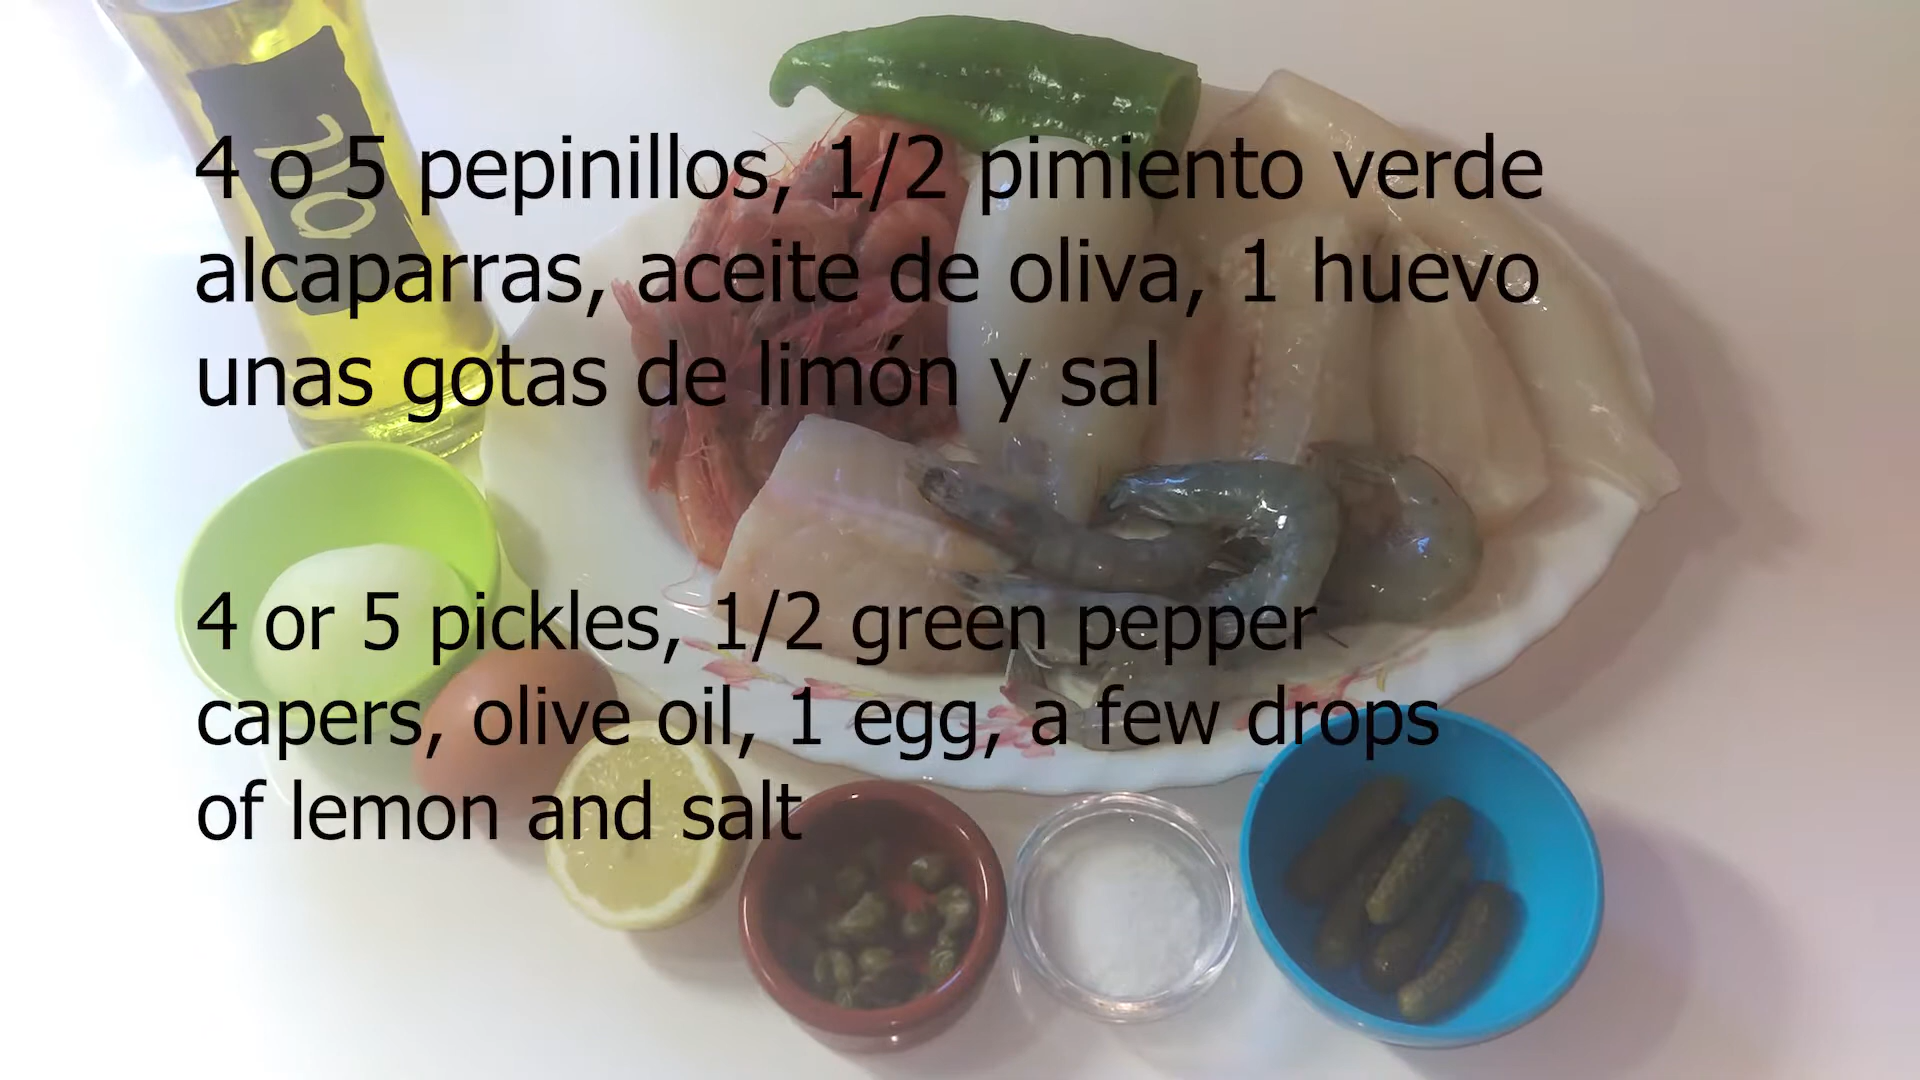 OIL
4 o 5 pepinillos, 1/2 pimiento verde
alcaparras, aceite de oliva, 1 huevo
unas gotas de limón y sal
4 or 5 pickles, 1/2 green pepper
capers, olive oil, 1 egg, a few drops
of lemon and salt